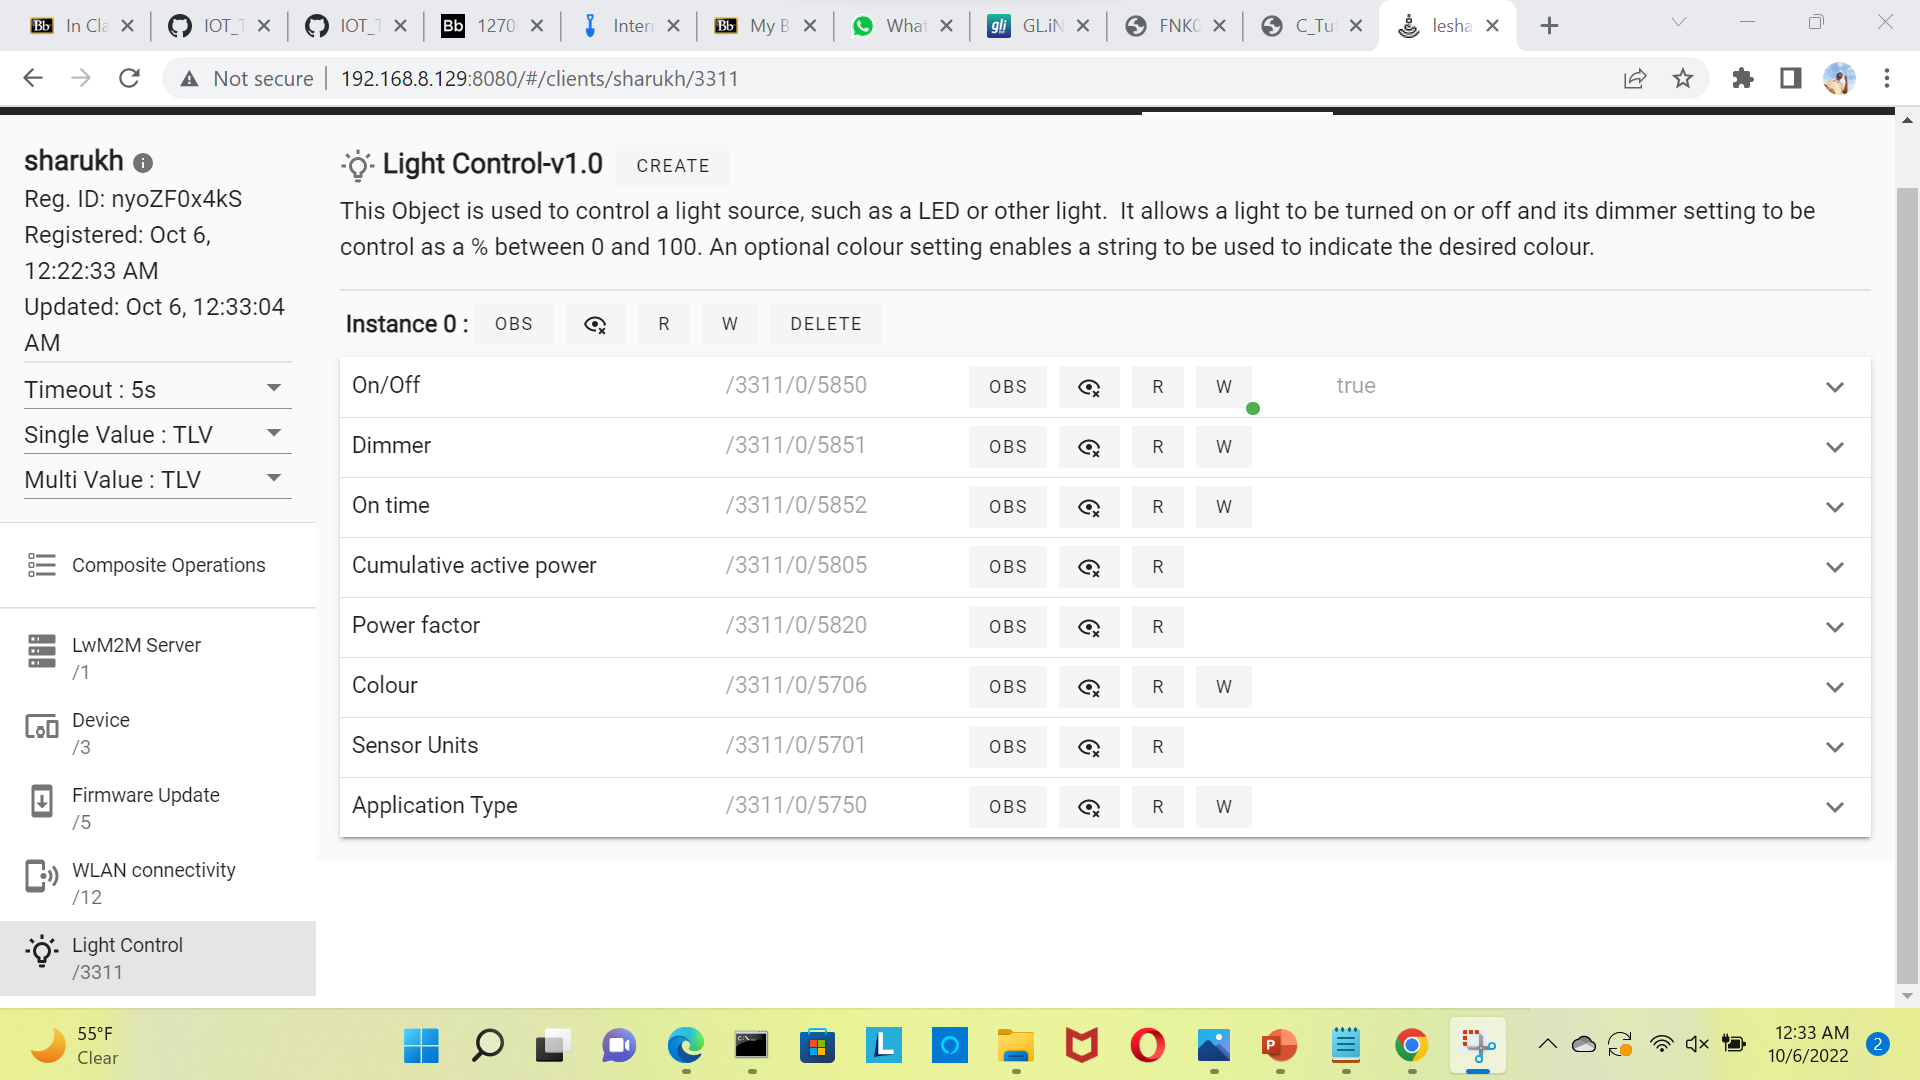 Bb In Cla
IOT_T
IOT_T
Bb 1270
Inter
Bb My B
What
gli GL.iN
FNK0
C_Tu
lesha
Not secure 192.168.8.129:8080/#/clients/sharukh/3311
sharukh
Reg. ID: nyoZF0x4kS
Registered: Oct 6,
12:22:33 AM
Updated: Oct 6, 12:33:04
AM
Timeout : 5s
Single Value : TLV
Multi Value : TLV
Composite Operations
LwM2M Server
/1
Device
/3
Firmware Update
/5
WLAN connectivity
/12
Light Control
/3311
Light Control-v1.0 CREATE
This Object is used to control a light source, such as a LED or other light. It allows a light to be turned on or off and its dimmer setting to be
control as a % between 0 and 100. An optional colour setting enables a string to be used to indicate the desired colour.
Instance 0 : OBS R W DELETE
On/Off /3311/0/5850 OBS R W true
Dimmer /3311/0/5851 OBS R W
On time /3311/0/5852 OBS R W
Cumulative active power /3311/0/5805 OBS R
Power factor /3311/0/5820 OBS R
Colour /3311/0/5706 OBS R W
Sensor Units /3311/0/5701 OBS R
Application Type /3311/0/5750 OBS R W
55°F
Clear
L
P
12:33 AM
10/6/2022
2